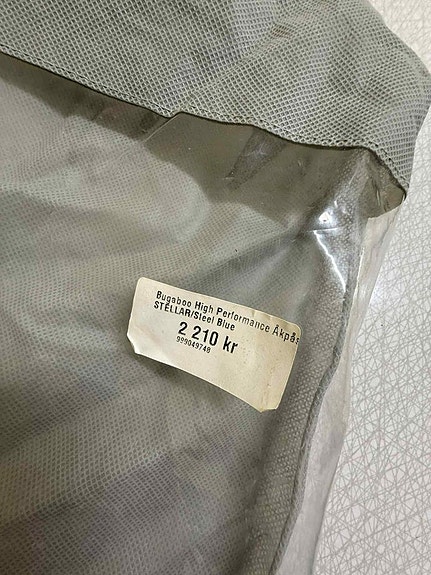 Bugaboo High Performance Åkpås
STELLAR/Steel Blue
2 210 kr
999049748